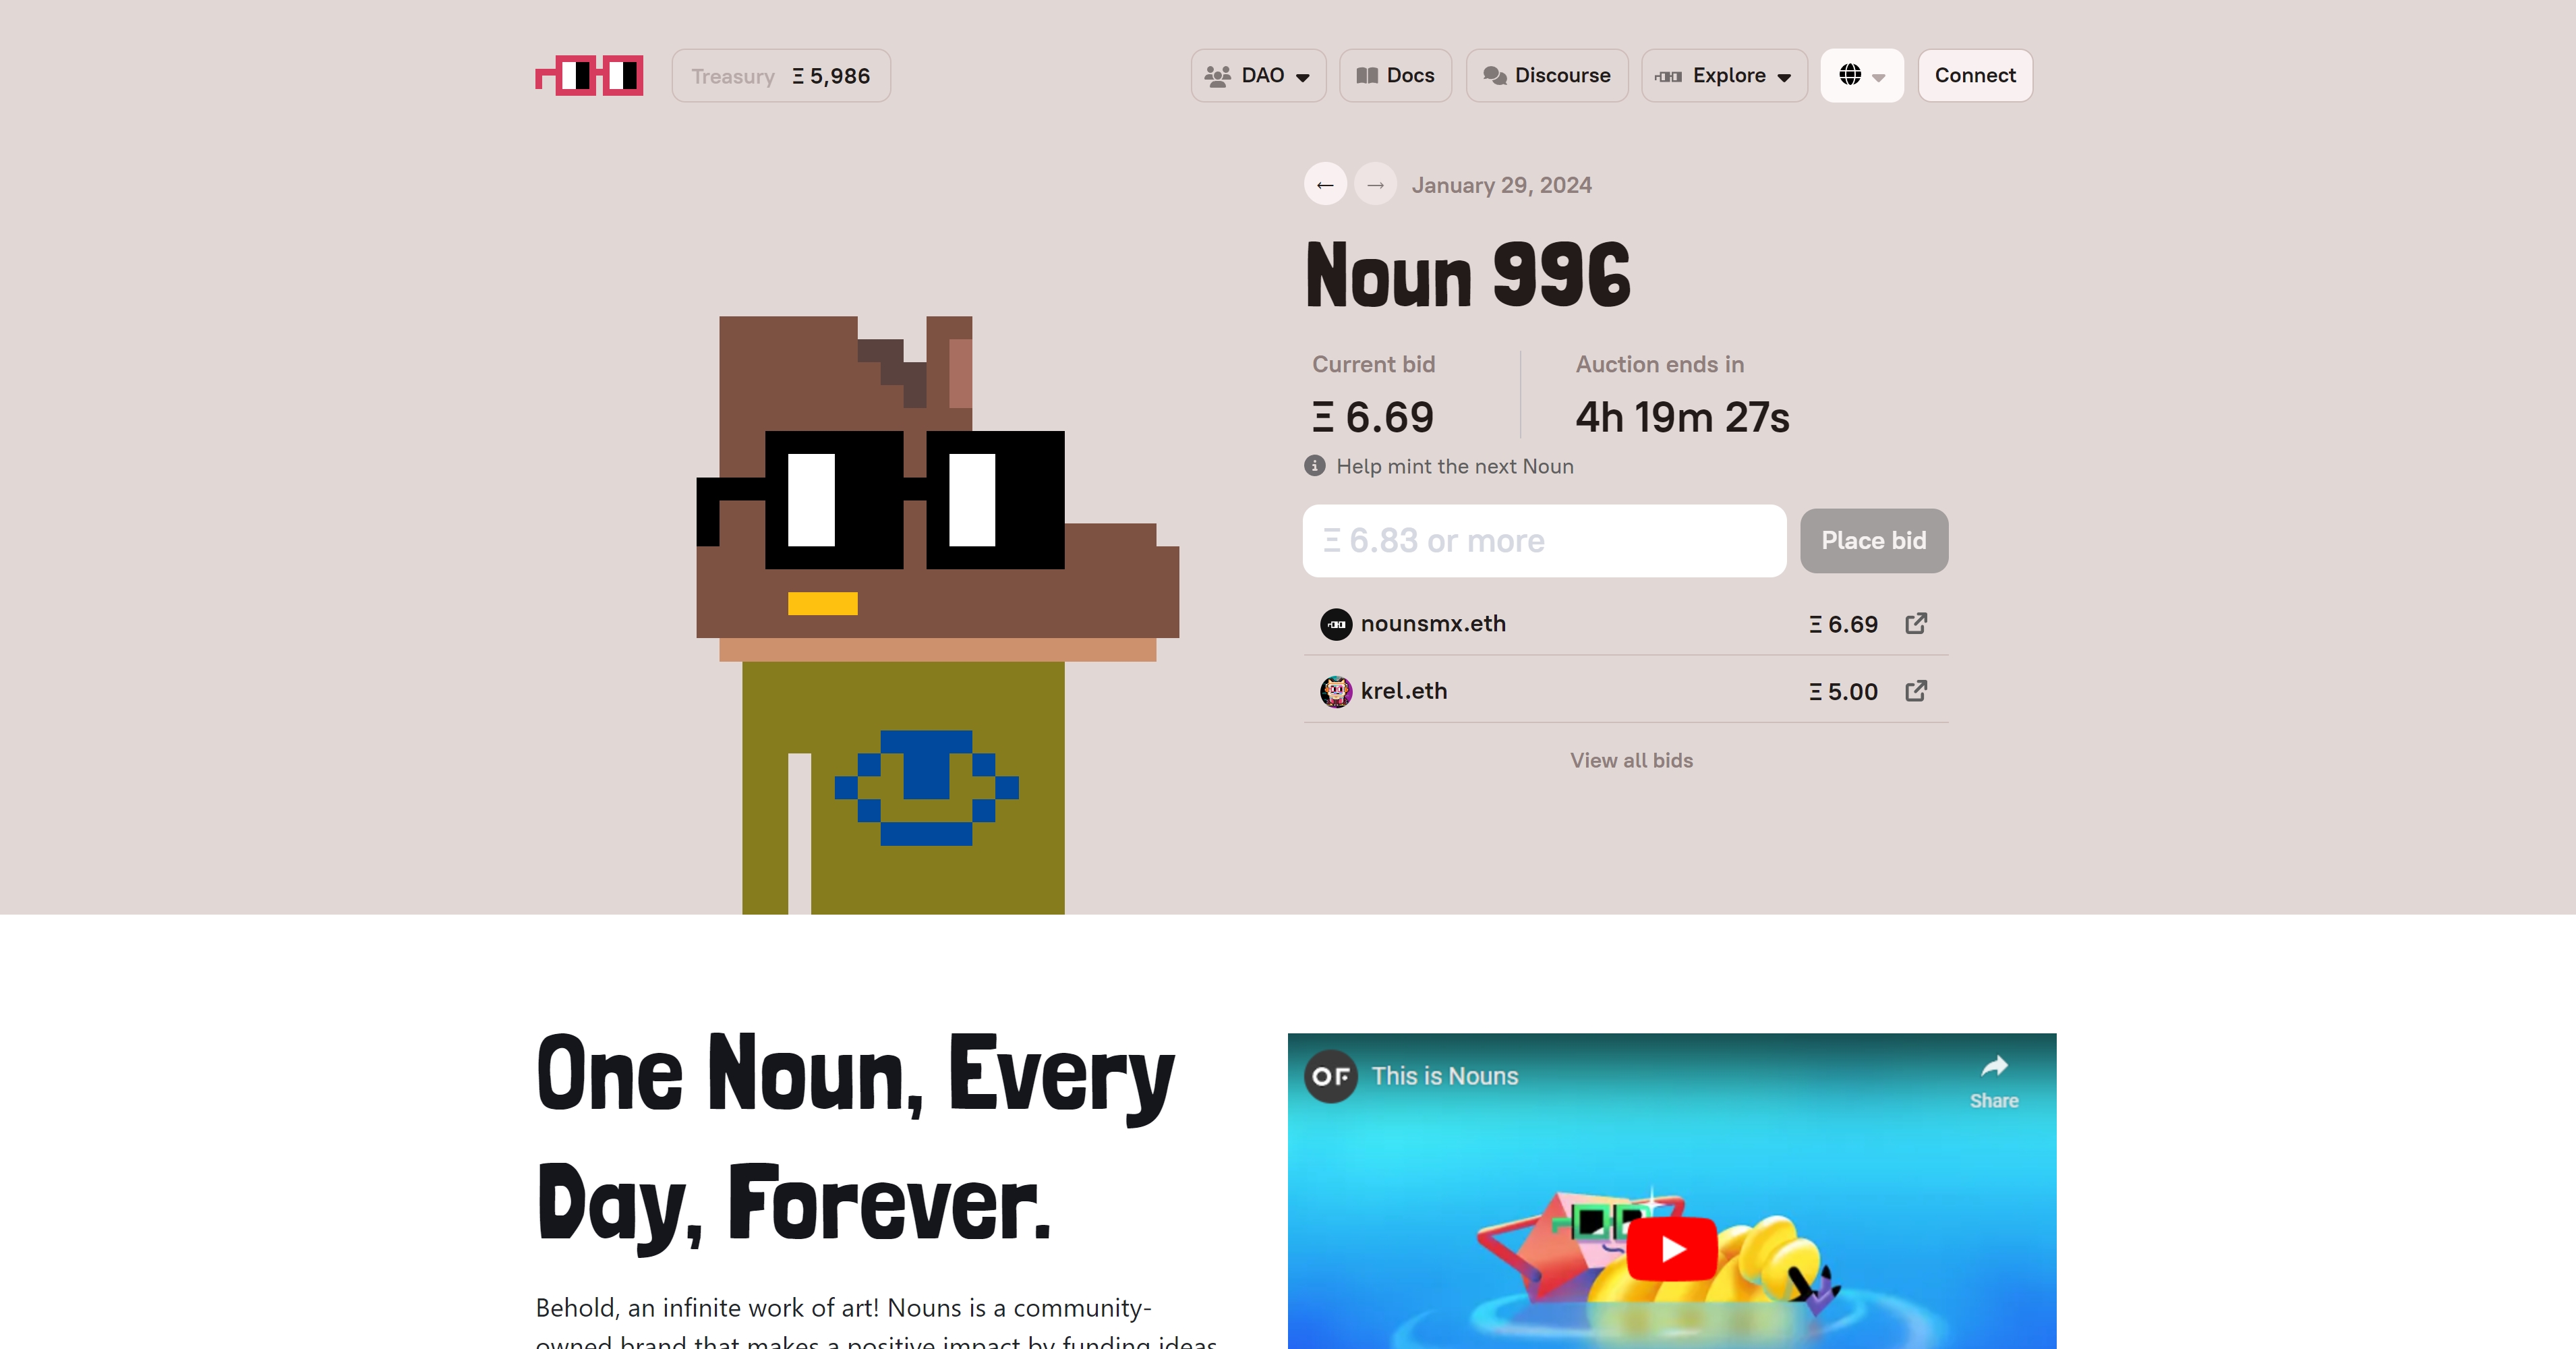 Treasury Ξ 5,986
DAO Docs Discourse Explore Connect
← → January 29, 2024
Noun 996
Current bid Auction ends in
Ξ 6.69 4h 19m 27s
Help mint the next Noun
Ξ 6.83 or more Place bid
nounsmx.eth Ξ 6.69
krel.eth Ξ 5.00
View all bids
One Noun, Every
Day, Forever.
Behold, an infinite work of art! Nouns is a community-
owned brand that makes a positive impact by funding ideas
OF This is Nouns
Share